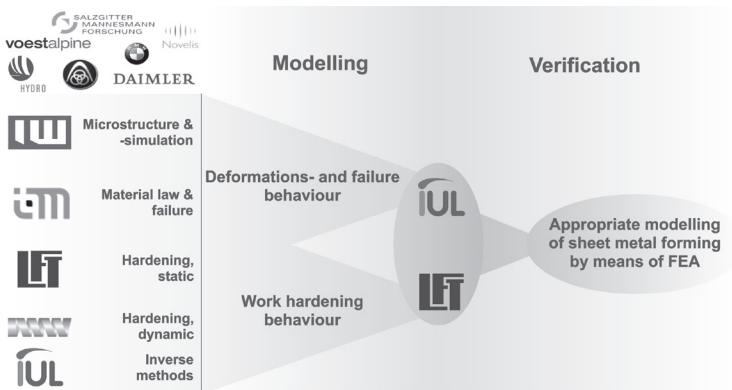 SALZGITTER
MANNESMANN
FORSCHUNG
voestalpine
Novelis
HYDRO
DAIMLER
Modelling
Verification
Microstructure &
-simulation
Material law &
failure
LFT
Hardening,
static
Hardening,
dynamic
iUL
Inverse
methods
Deformations- and failure
behaviour
Work hardening
behaviour
iUL
LFT
Appropriate modelling
of sheet metal forming
by means of FEA